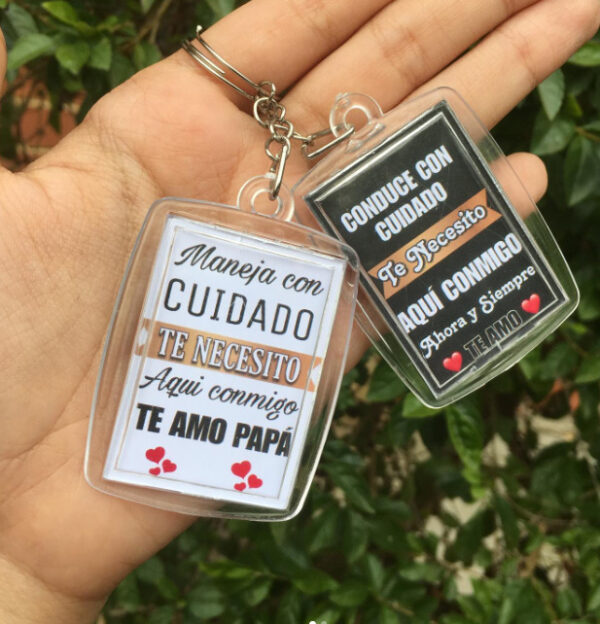 Maneja con
CUIDADO
TE NECESITO
Aqui conmigo
TE AMO PAPÁ
CONDUCE CON
CUIDADO
Te Necesito
AQUÍ CONMIGO
Ahora y Siempre
TE AMO